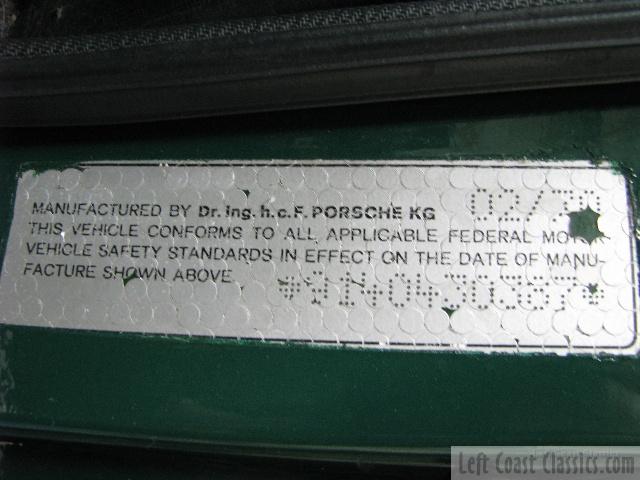 MANUFACTURED BY Dr. Ing. h.c.F. PORSCHE KG
THIS VEHICLE CONFORMS TO ALL APPLICABLE FEDERAL MOTOR
VEHICLE SAFETY STANDARDS IN EFFECT ON THE DATE OF MANU-
FACTURE SHOWN ABOVE
Left Coast Classics.com